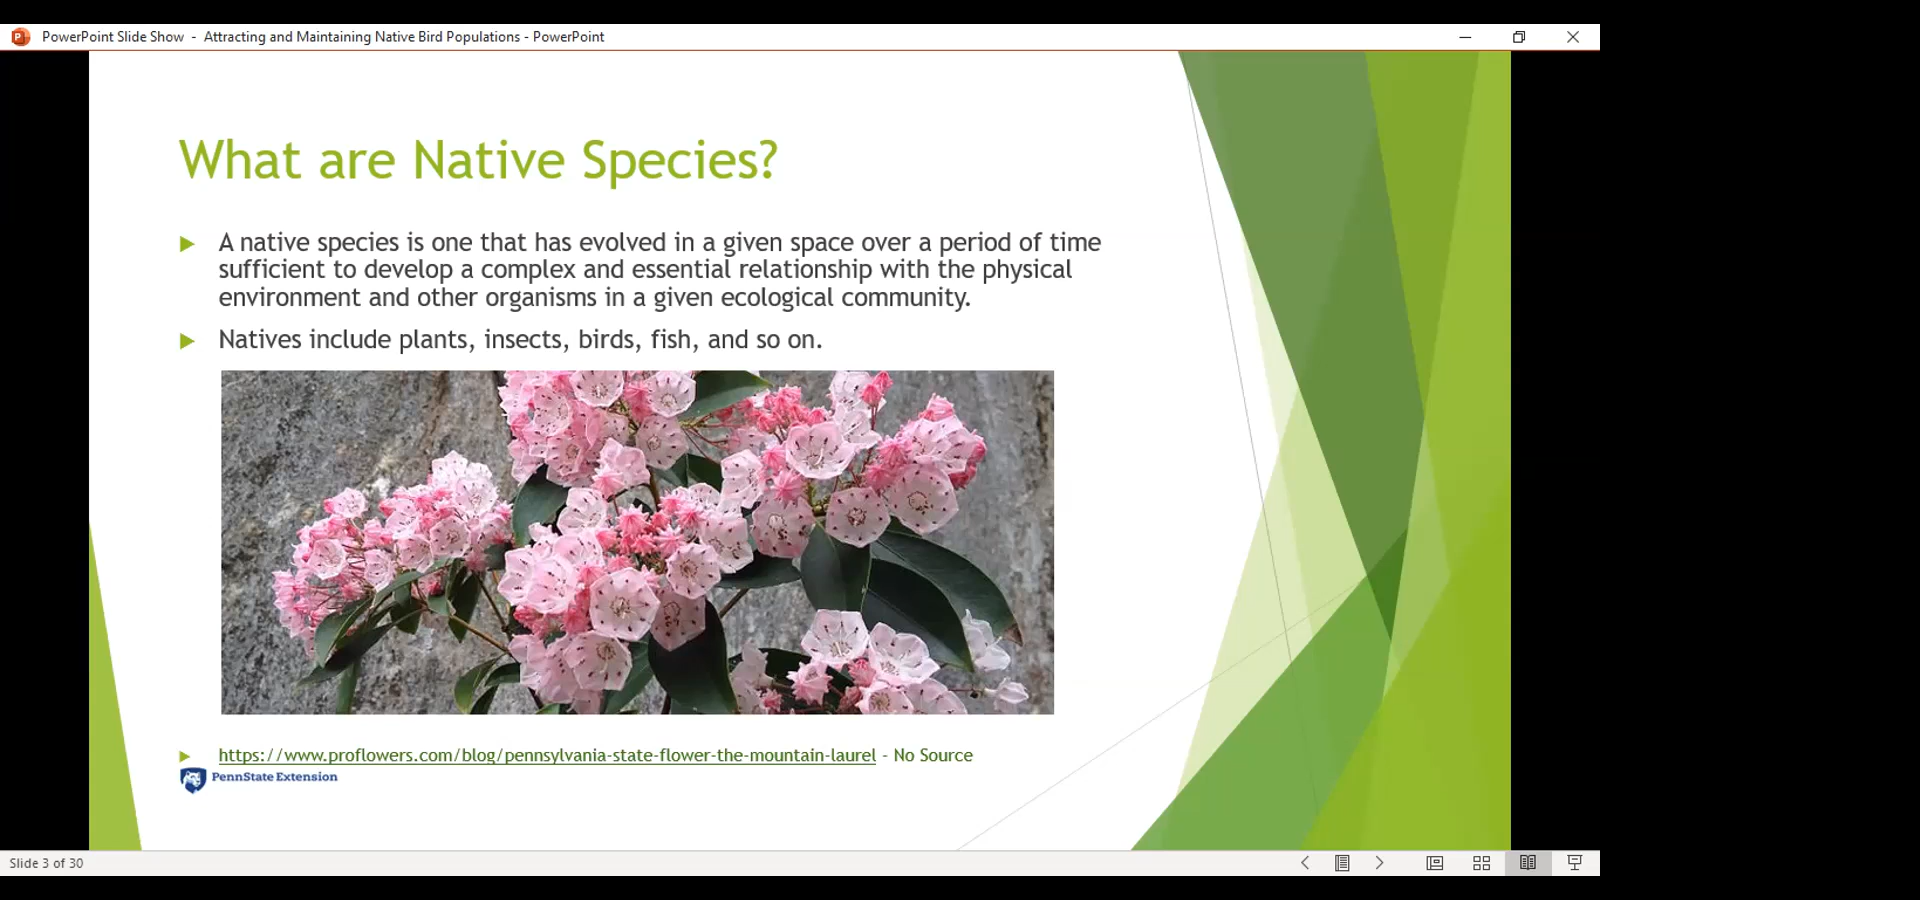 PowerPoint Slide Show - Attracting and Maintaining Native Bird Populations - PowerPoint
What are Native Species?
A native species is one that has evolved in a given space over a period of time
sufficient to develop a complex and essential relationship with the physical
environment and other organisms in a given ecological community.
Natives include plants, insects, birds, fish, and so on.
https://www.proflowers.com/blog/pennsylvania-state-flower-the-mountain-laurel - No Source
PennState Extension
Slide 3 of 30